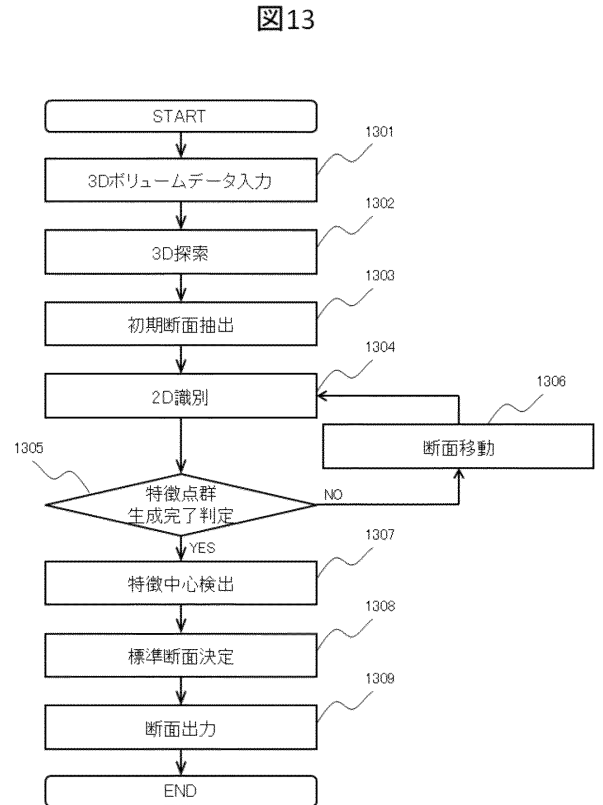 図13
START
1301
3Dボリュームデータ入力
1302
3D探索
1303
初期断面抽出
1304
2D識別
1306
断面移動
1305
特徴点群
生成完了判定
NO
YES
1307
特徴中心検出
1308
標準断面決定
1309
断面出力
END